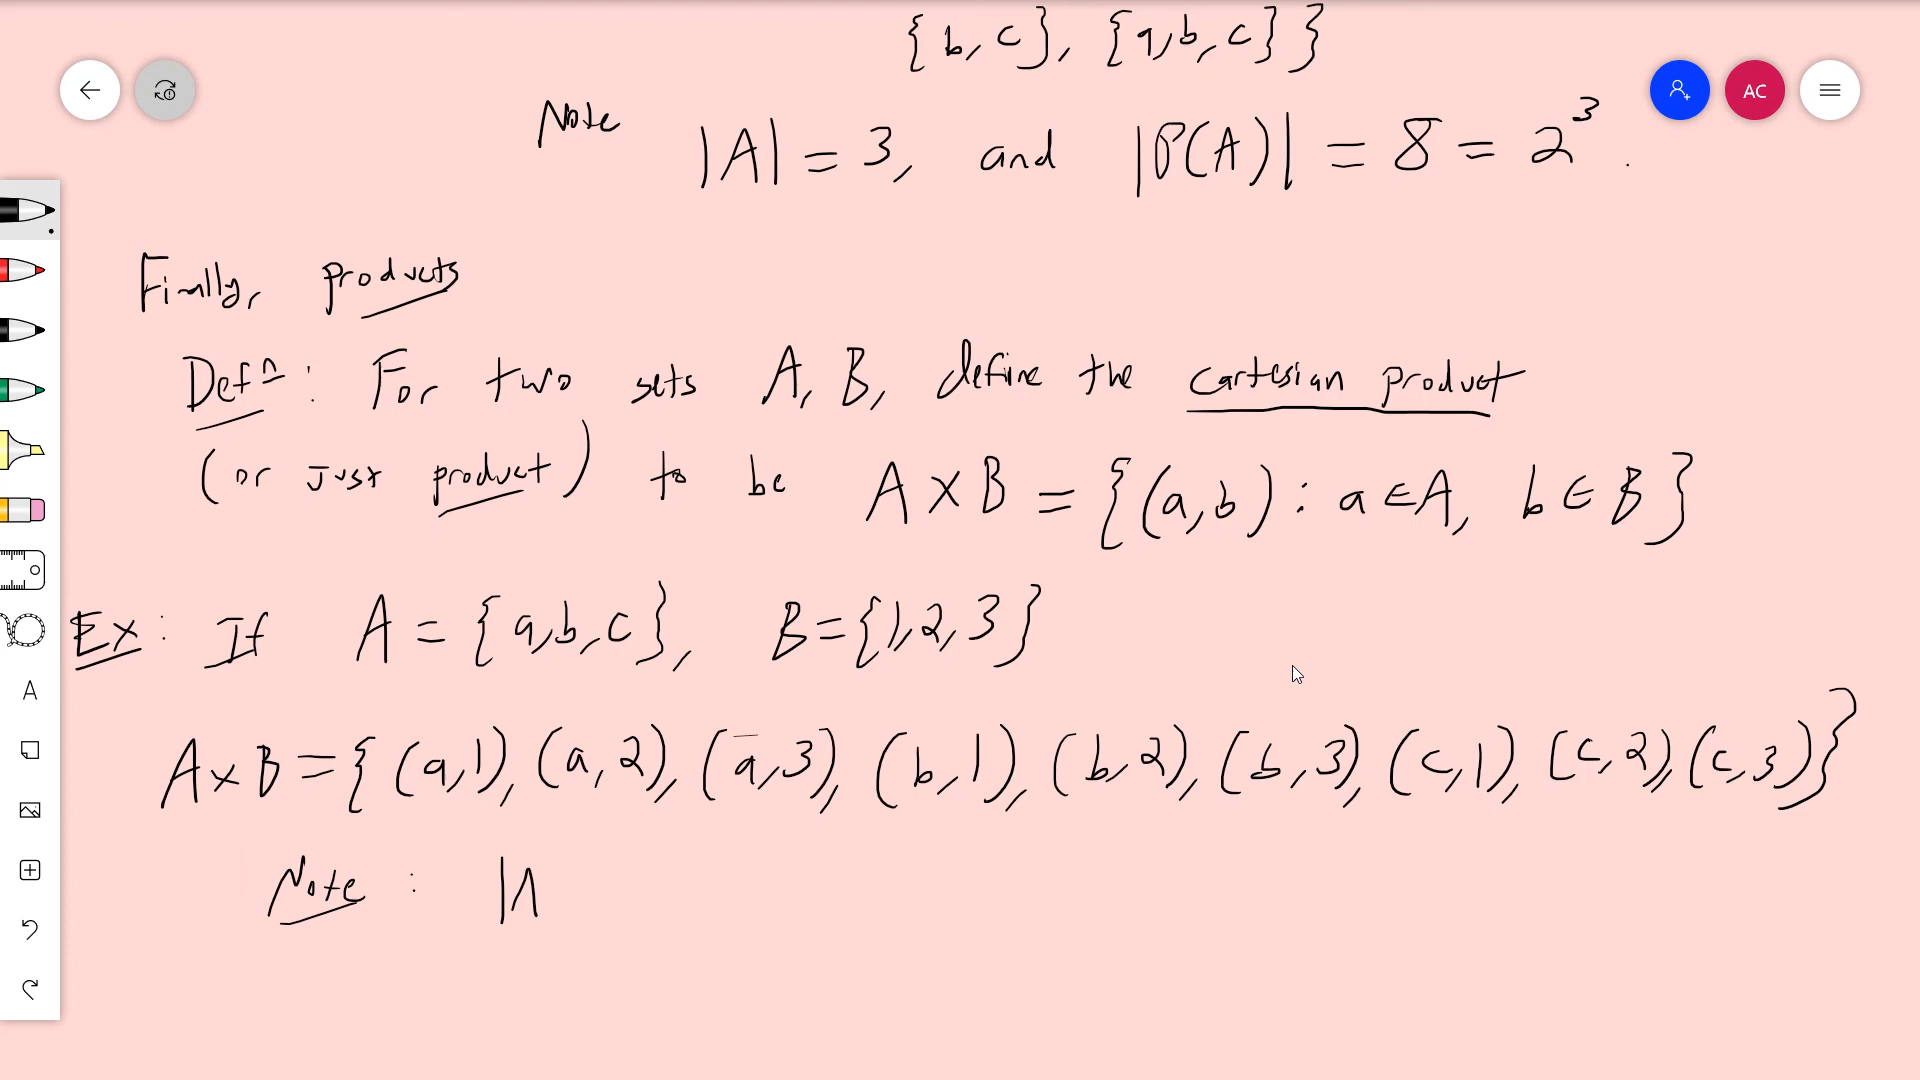 {b, c}, {a, b, c}}
AC
Note |A| = 3, and |P(A)| = 8 = 2³.
Finally, products
Defⁿ: For two sets A, B, define the cartesian product
(or just product) to be A × B = {(a, b) : a ∈ A, b ∈ B}
Ex: If A = {a, b, c}, B = {1, 2, 3}
A × B = {(a, 1), (a, 2), (a, 3), (b, 1), (b, 2), (b, 3), (c, 1), (c, 2), (c, 3)}
A
Note : |A